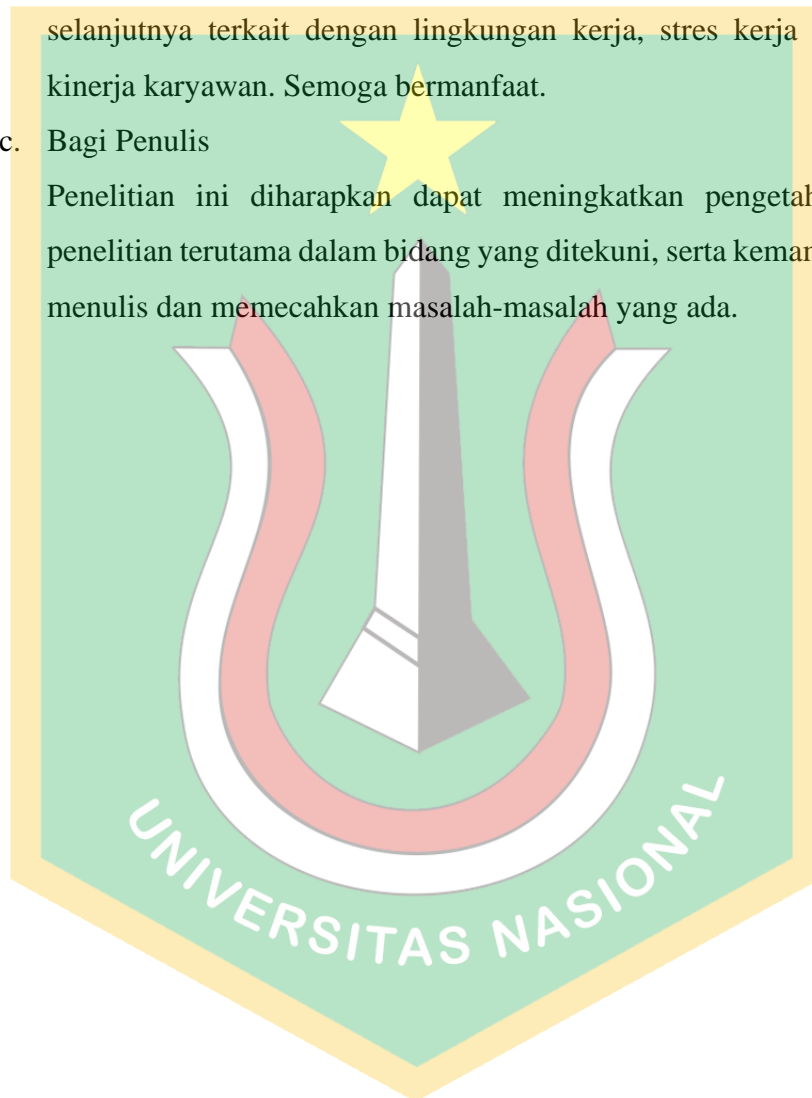 selanjutnya terkait dengan lingkungan kerja, stres kerja
kinerja karyawan. Semoga bermanfaat.
c. Bagi Penulis
Penelitian ini diharapkan dapat meningkatkan
penelitian terutama dalam bidang yang ditekuni, serta
menulis dan memecahkan masalah-masalah yang ada.
UNIVERSITAS NASIONAL